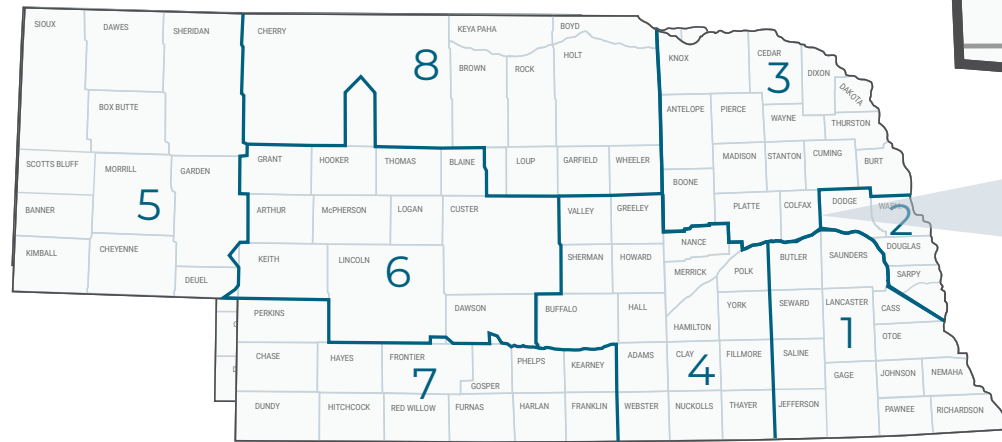 SIOUX
DAWES
SHERIDAN
CHERRY
KEYA PAHA
BOYD
8
BROWN
ROCK
HOLT
KNOX
CEDAR
3
DIXON
DAKOTA
BOX BUTTE
ANTELOPE
PIERCE
WAYNE
THURSTON
SCOTTS BLUFF
MORRILL
GARDEN
GRANT
HOOKER
THOMAS
BLAINE
LOUP
GARFIELD
WHEELER
BOONE
MADISON
STANTON
CUMING
BURT
BANNER
5
ARTHUR
McPHERSON
LOGAN
CUSTER
VALLEY
GREELEY
PLATTE
COLFAX
DODGE
2
KIMBALL
CHEYENNE
DEUEL
KEITH
LINCOLN
6
SHERMAN
HOWARD
NANCE
MERRICK
POLK
BUTLER
SAUNDERS
DOUGLAS
SARPY
PERKINS
DAWSON
BUFFALO
HALL
HAMILTON
YORK
SEWARD
LANCASTER
CASS
1
OTOE
CHASE
HAYES
FRONTIER
7
GOSPER
PHELPS
KEARNEY
ADAMS
CLAY
4
FILLMORE
SALINE
GAGE
JOHNSON
NEMAHA
DUNDY
HITCHCOCK
RED WILLOW
FURNAS
HARLAN
FRANKLIN
WEBSTER
NUCKOLLS
THAYER
JEFFERSON
PAWNEE
RICHARDSON